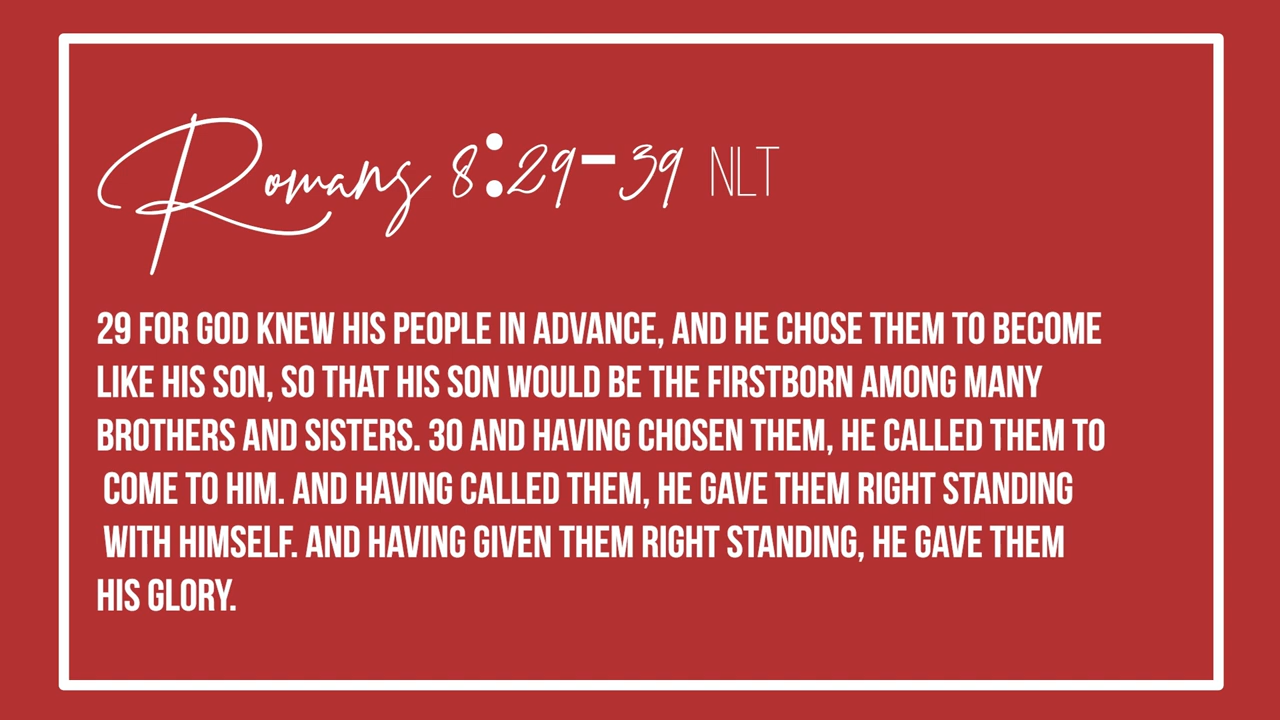 Romans 8:29-39 NLT
29 FOR GOD KNEW HIS PEOPLE IN ADVANCE, AND HE CHOSE THEM TO BECOME
LIKE HIS SON, SO THAT HIS SON WOULD BE THE FIRSTBORN AMONG MANY
BROTHERS AND SISTERS. 30 AND HAVING CHOSEN THEM, HE CALLED THEM TO
COME TO HIM. AND HAVING CALLED THEM, HE GAVE THEM RIGHT STANDING
WITH HIMSELF. AND HAVING GIVEN THEM RIGHT STANDING, HE GAVE THEM
HIS GLORY.